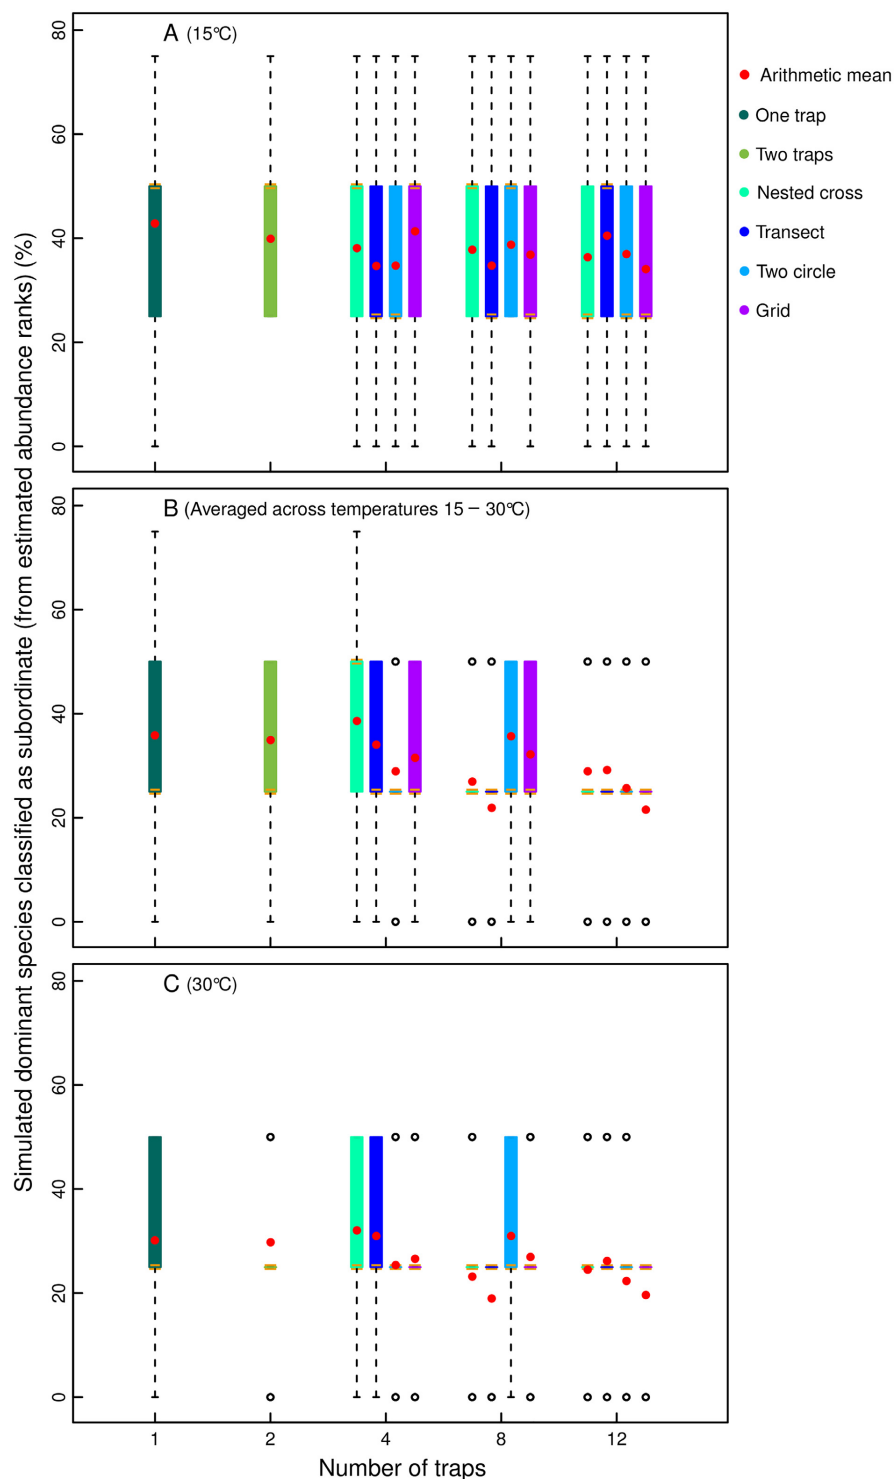 Simulated dominant species classified as subordinate (from estimated abundance ranks) (%)
A (15°C)
80
60
40
20
0
Arithmetic mean
One trap
Two traps
Nested cross
Transect
Two circle
Grid
B (Averaged across temperatures 15 – 30°C)
80
60
40
20
0
C (30°C)
80
60
40
20
0
1 2 4 8 12
Number of traps